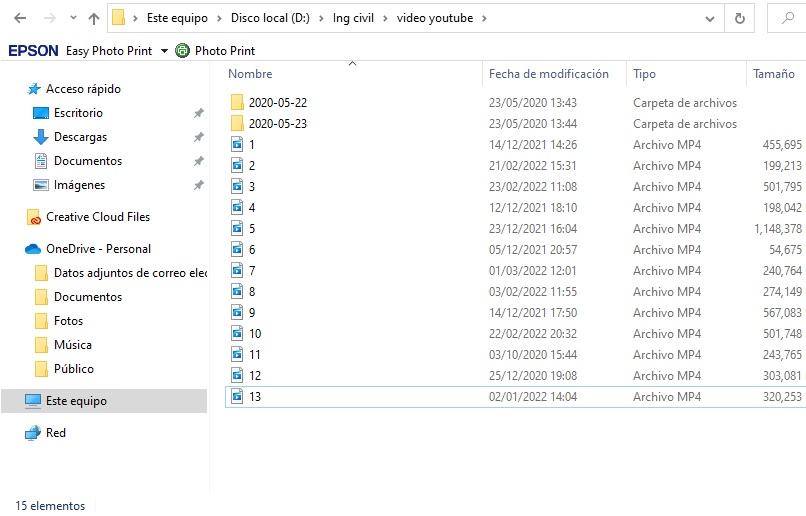 Este equipo > Disco local (D:) > Ing civil > video youtube >
EPSON Easy Photo Print Photo Print
Acceso rápido
Escritorio
Descargas
Documentos
Imágenes
Creative Cloud Files
OneDrive - Personal
Datos adjuntos de correo elec
Documentos
Fotos
Música
Público
Este equipo
Red
Nombre Fecha de modificación Tipo Tamaño
2020-05-22 23/05/2020 13:43 Carpeta de archivos
2020-05-23 23/05/2020 13:44 Carpeta de archivos
1 14/12/2021 14:26 Archivo MP4 455,695
2 21/02/2022 15:31 Archivo MP4 199,213
3 23/02/2022 11:08 Archivo MP4 501,795
4 12/12/2021 18:10 Archivo MP4 198,042
5 23/12/2021 16:04 Archivo MP4 1,148,378
6 05/12/2021 20:57 Archivo MP4 54,675
7 01/03/2022 12:01 Archivo MP4 240,764
8 03/02/2022 11:55 Archivo MP4 274,149
9 14/12/2021 17:50 Archivo MP4 567,083
10 22/02/2022 20:32 Archivo MP4 501,748
11 03/10/2020 15:44 Archivo MP4 243,765
12 25/12/2020 19:08 Archivo MP4 303,081
13 02/01/2022 14:04 Archivo MP4 320,253
15 elementos